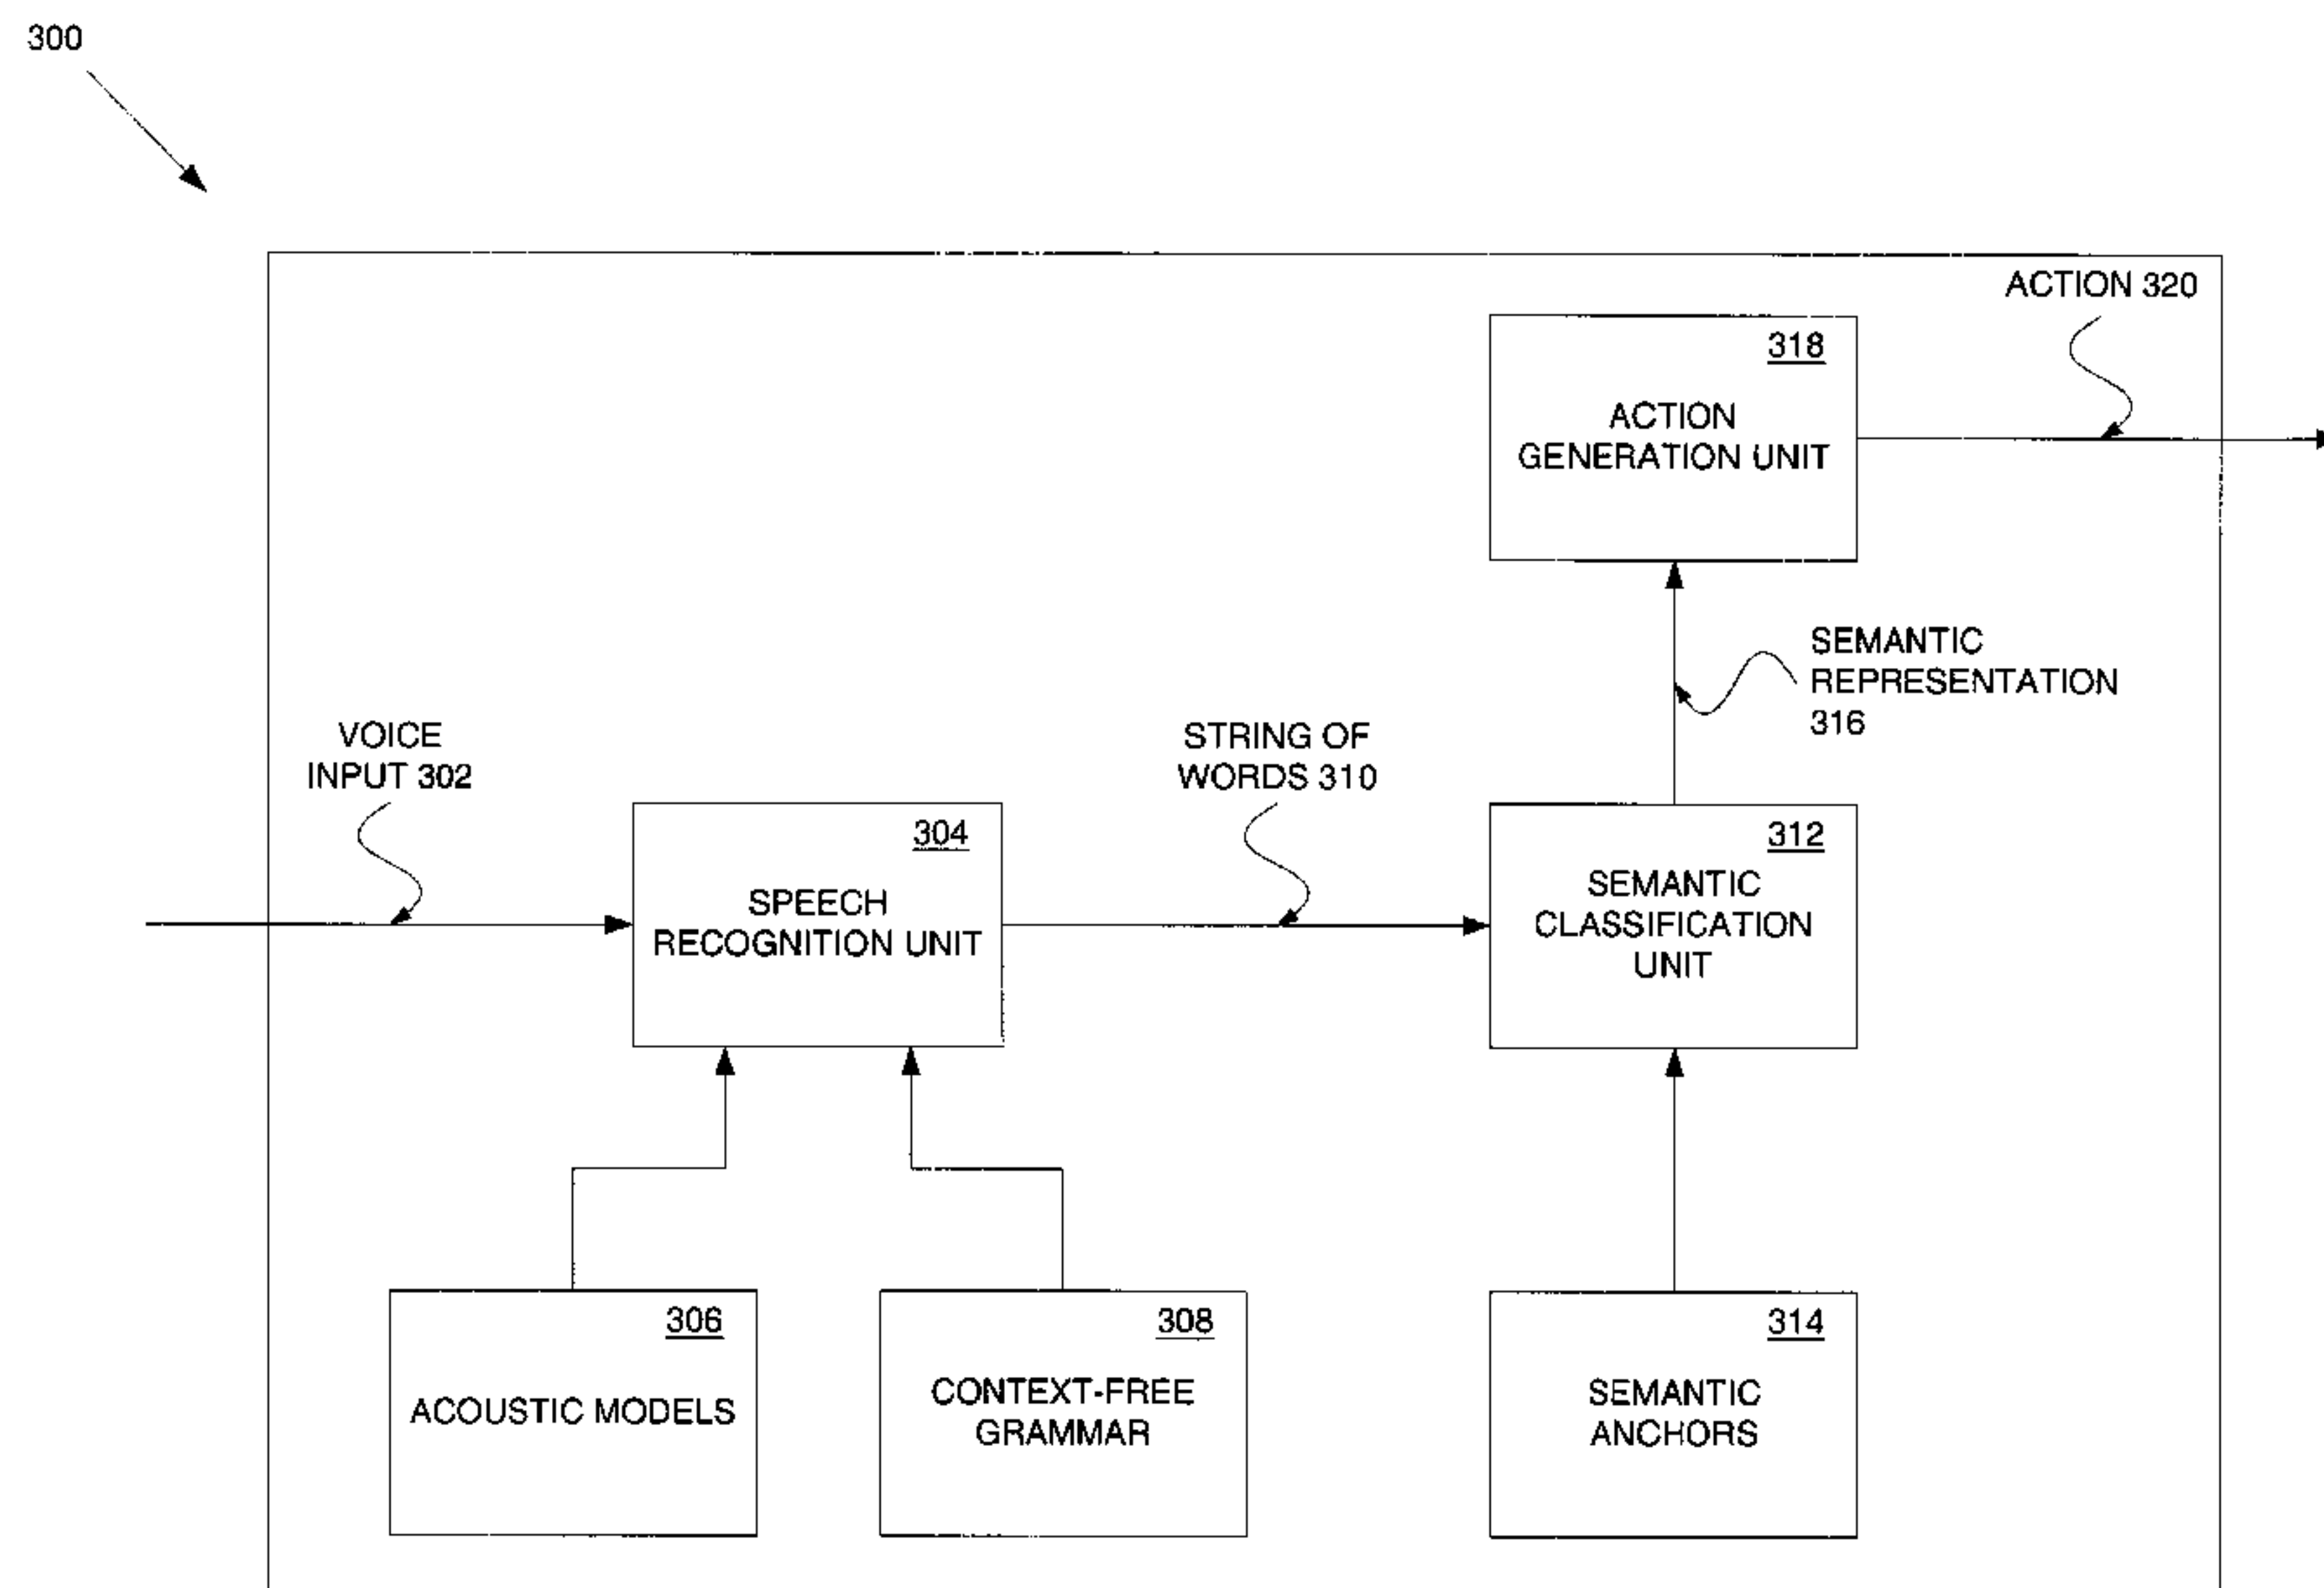 300
ACTION 320
318
ACTION
GENERATION UNIT
SEMANTIC
REPRESENTATION
316
VOICE
INPUT 302
STRING OF
WORDS 310
304
SPEECH
RECOGNITION UNIT
312
SEMANTIC
CLASSIFICATION
UNIT
306
ACOUSTIC MODELS
308
CONTEXT-FREE
GRAMMAR
314
SEMANTIC
ANCHORS